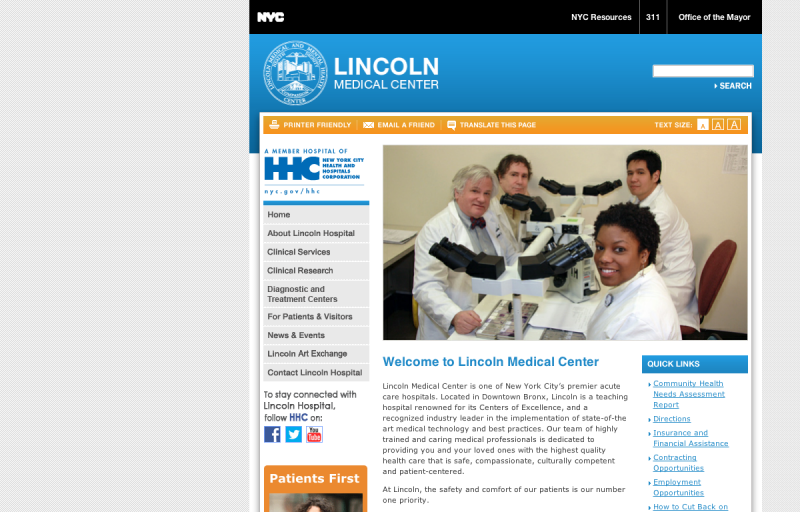 NYC
NYC Resources
311
Office of the Mayor
LINCOLN MEDICAL AND MENTAL HEALTH CENTER
LINCOLN
MEDICAL CENTER
SEARCH
PRINTER FRIENDLY
EMAIL A FRIEND
TRANSLATE THIS PAGE
TEXT SIZE: A A A
A MEMBER HOSPITAL OF
HHC
NEW YORK CITY
HEALTH AND
HOSPITALS
CORPORATION
nyc.gov/hhc
Home
About Lincoln Hospital
Clinical Services
Clinical Research
Diagnostic and
Treatment Centers
For Patients & Visitors
News & Events
Lincoln Art Exchange
Contact Lincoln Hospital
To stay connected with
Lincoln Hospital,
follow HHC on:
You
Tube
Patients First
Welcome to Lincoln Medical Center
Lincoln Medical Center is one of New York City's premier acute
care hospitals. Located in Downtown Bronx, Lincoln is a teaching
hospital renowned for its Centers of Excellence, and a
recognized industry leader in the implementation of state-of-the
art medical technology and best practices. Our team of highly
trained and caring medical professionals is dedicated to
providing you and your loved ones with the highest quality
health care that is safe, compassionate, culturally competent
and patient-centered.
At Lincoln, the safety and comfort of our patients is our number
one priority.
QUICK LINKS
Community Health
Needs Assessment
Report
Directions
Insurance and
Financial Assistance
Contracting
Opportunities
Employment
Opportunities
How to Cut Back on